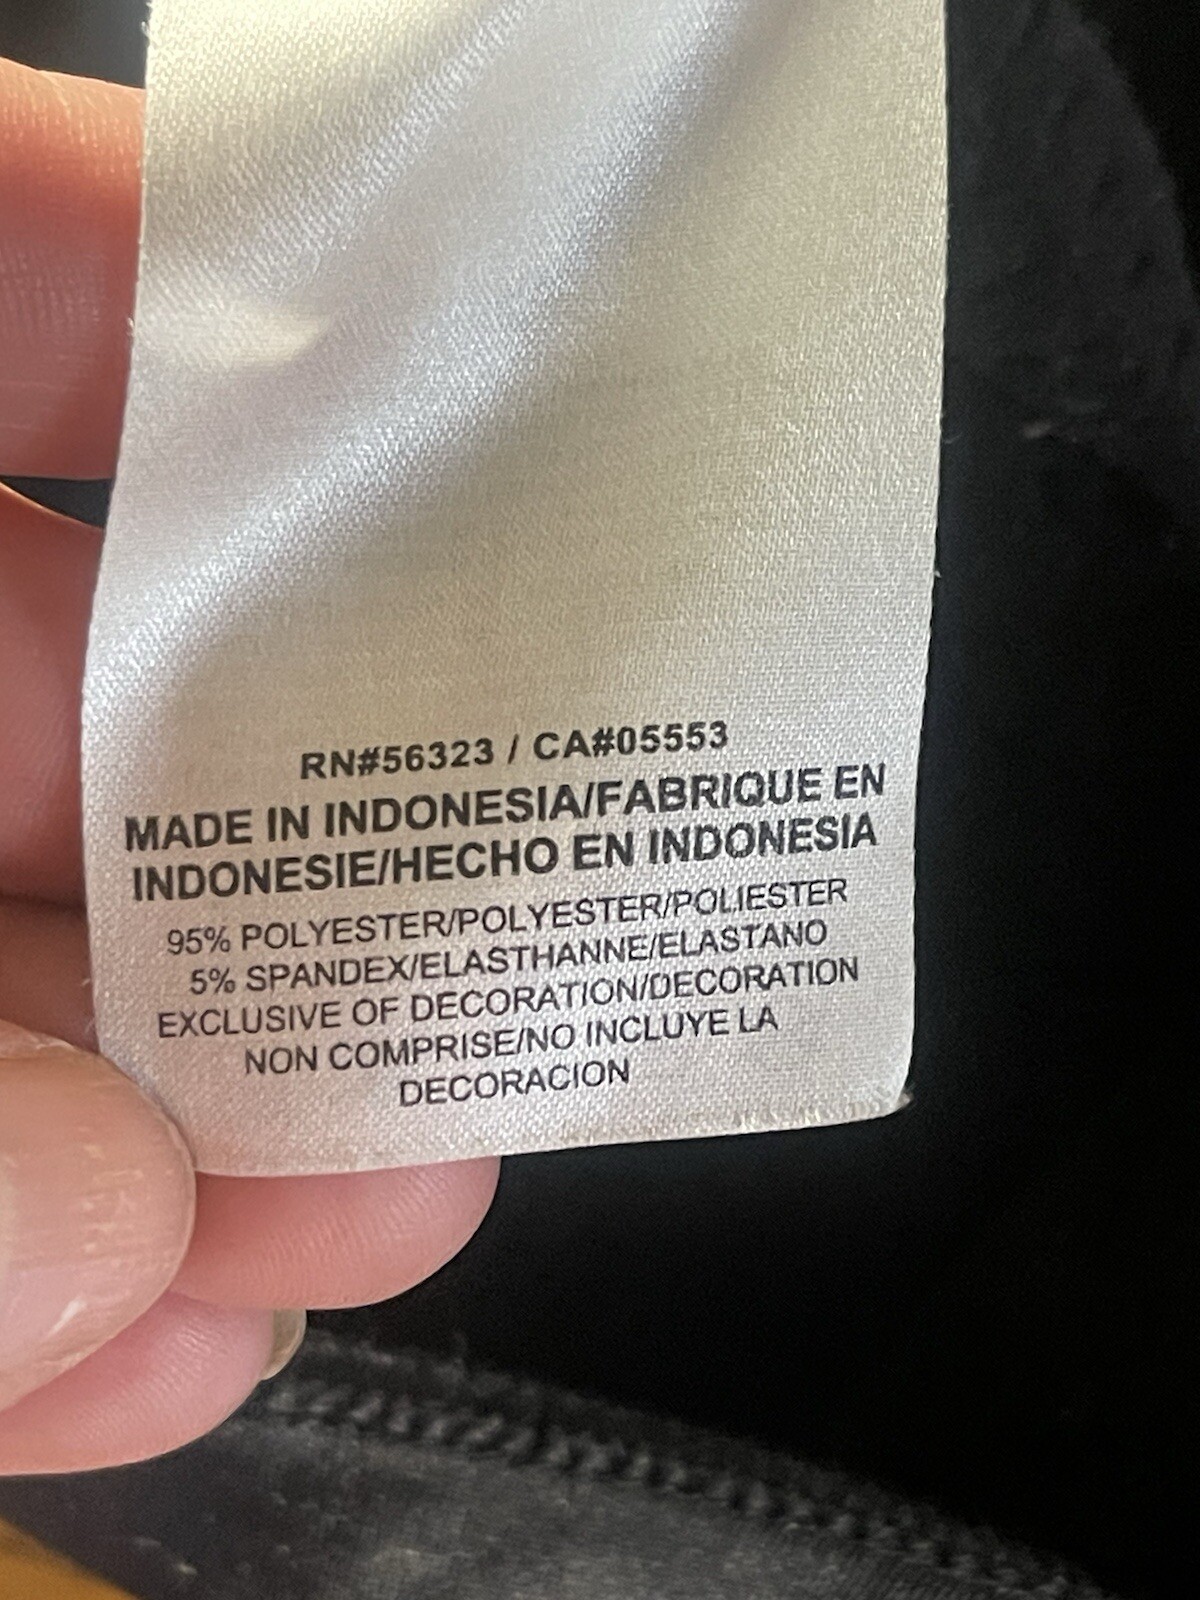 RN#56323 / CA#05553
MADE IN INDONESIA/FABRIQUE EN
INDONESIE/HECHO EN INDONESIA
95% POLYESTER/POLYESTER/POLIESTER
5% SPANDEX/ELASTHANNE/ELASTANO
EXCLUSIVE OF DECORATION/DECORATION
NON COMPRISE/NO INCLUYE LA
DECORACION